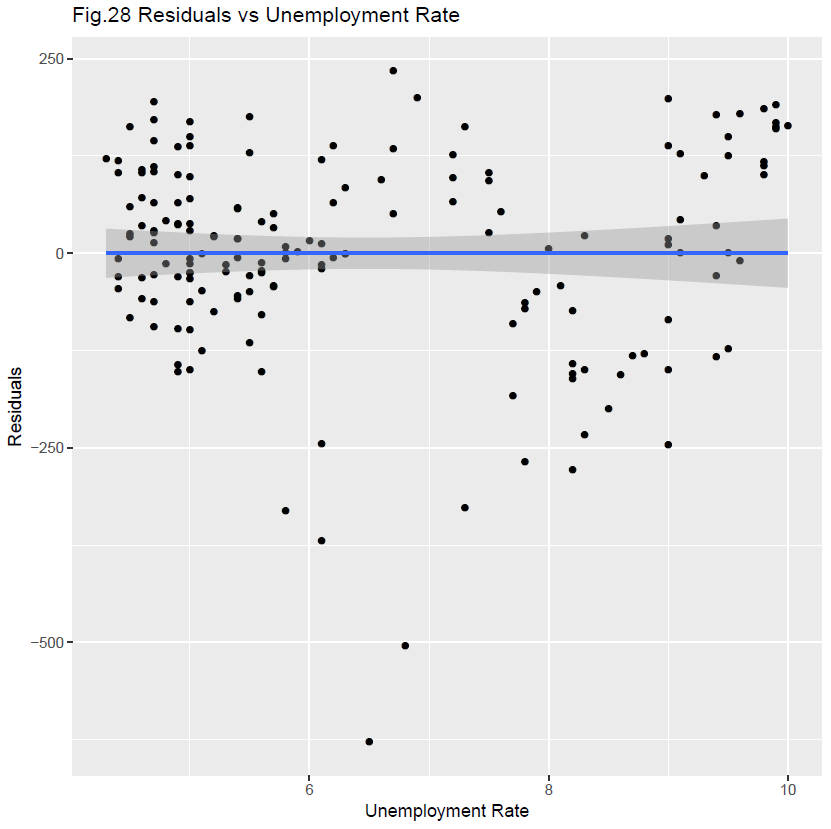 Fig.28 Residuals vs Unemployment Rate
250
0
−250
−500
Residuals
6 8 10
Unemployment Rate